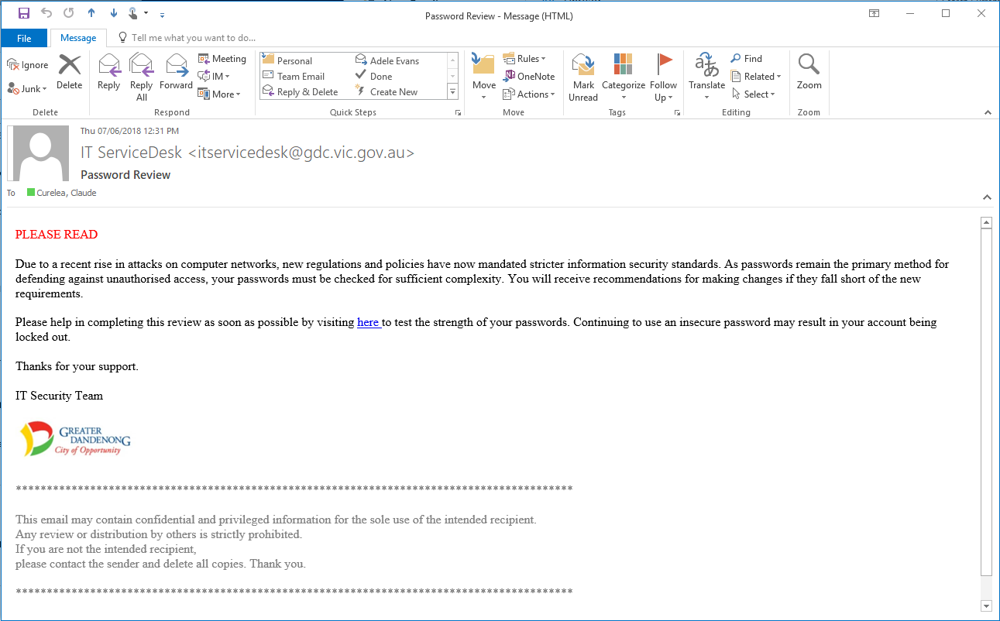 Password Review - Message (HTML)
File
Message
Tell me what you want to do...
Ignore
Junk
Delete
Reply
Reply All
Forward
Meeting
IM
More
Personal
Team Email
Reply & Delete
Adele Evans
Done
Create New
Move
Rules
OneNote
Actions
Mark Unread
Categorize
Follow Up
Translate
Find
Related
Select
Zoom
Delete
Respond
Quick Steps
Move
Tags
Editing
Zoom
Thu 07/06/2018 12:31 PM
IT ServiceDesk <itservicedesk@gdc.vic.gov.au>
Password Review
To Curelea, Claude
PLEASE READ
Due to a recent rise in attacks on computer networks, new regulations and policies have now mandated stricter information security standards. As passwords remain the primary method for
defending against unauthorised access, your passwords must be checked for sufficient complexity. You will receive recommendations for making changes if they fall short of the new
requirements.
Please help in completing this review as soon as possible by visiting here to test the strength of your passwords. Continuing to use an insecure password may result in your account being
locked out.
Thanks for your support.
IT Security Team
GREATER
DANDENONG
City of Opportunity
******************************************************************************************
This email may contain confidential and privileged information for the sole use of the intended recipient.
Any review or distribution by others is strictly prohibited.
If you are not the intended recipient,
please contact the sender and delete all copies. Thank you.
******************************************************************************************